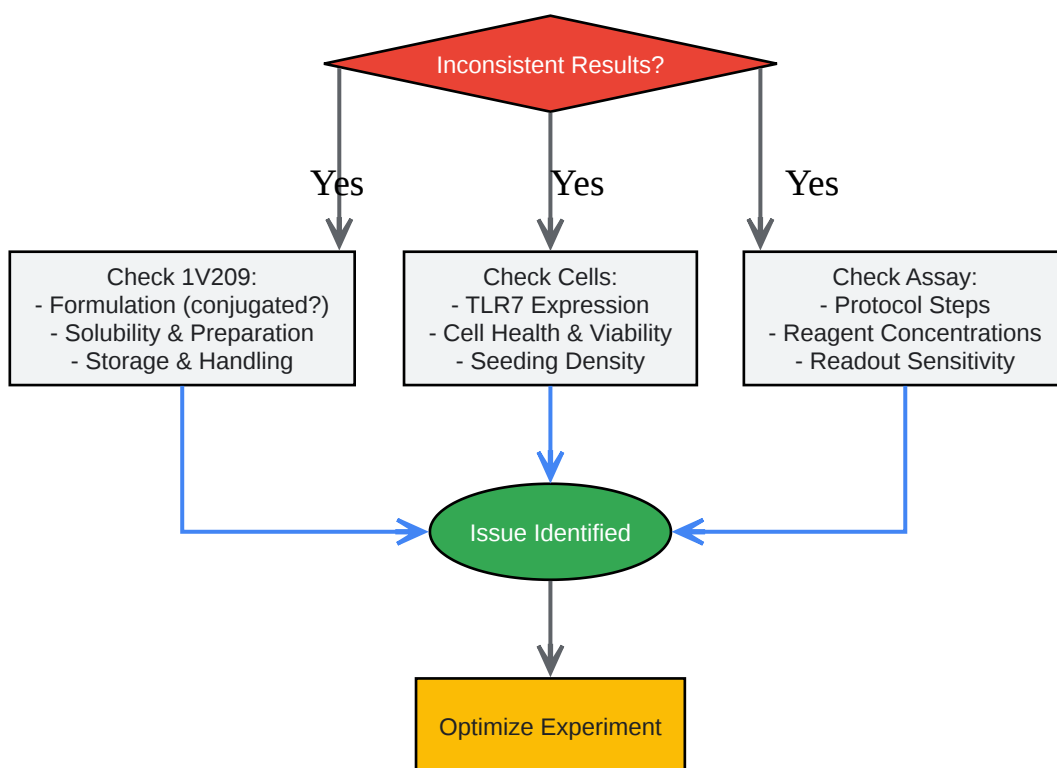 Inconsistent Results?
Yes
Yes
Yes
Check 1V209:
- Formulation (conjugated?)
- Solubility & Preparation
- Storage & Handling
Check Cells:
- TLR7 Expression
- Cell Health & Viability
- Seeding Density
Check Assay:
- Protocol Steps
- Reagent Concentrations
- Readout Sensitivity
Issue Identified
Optimize Experiment